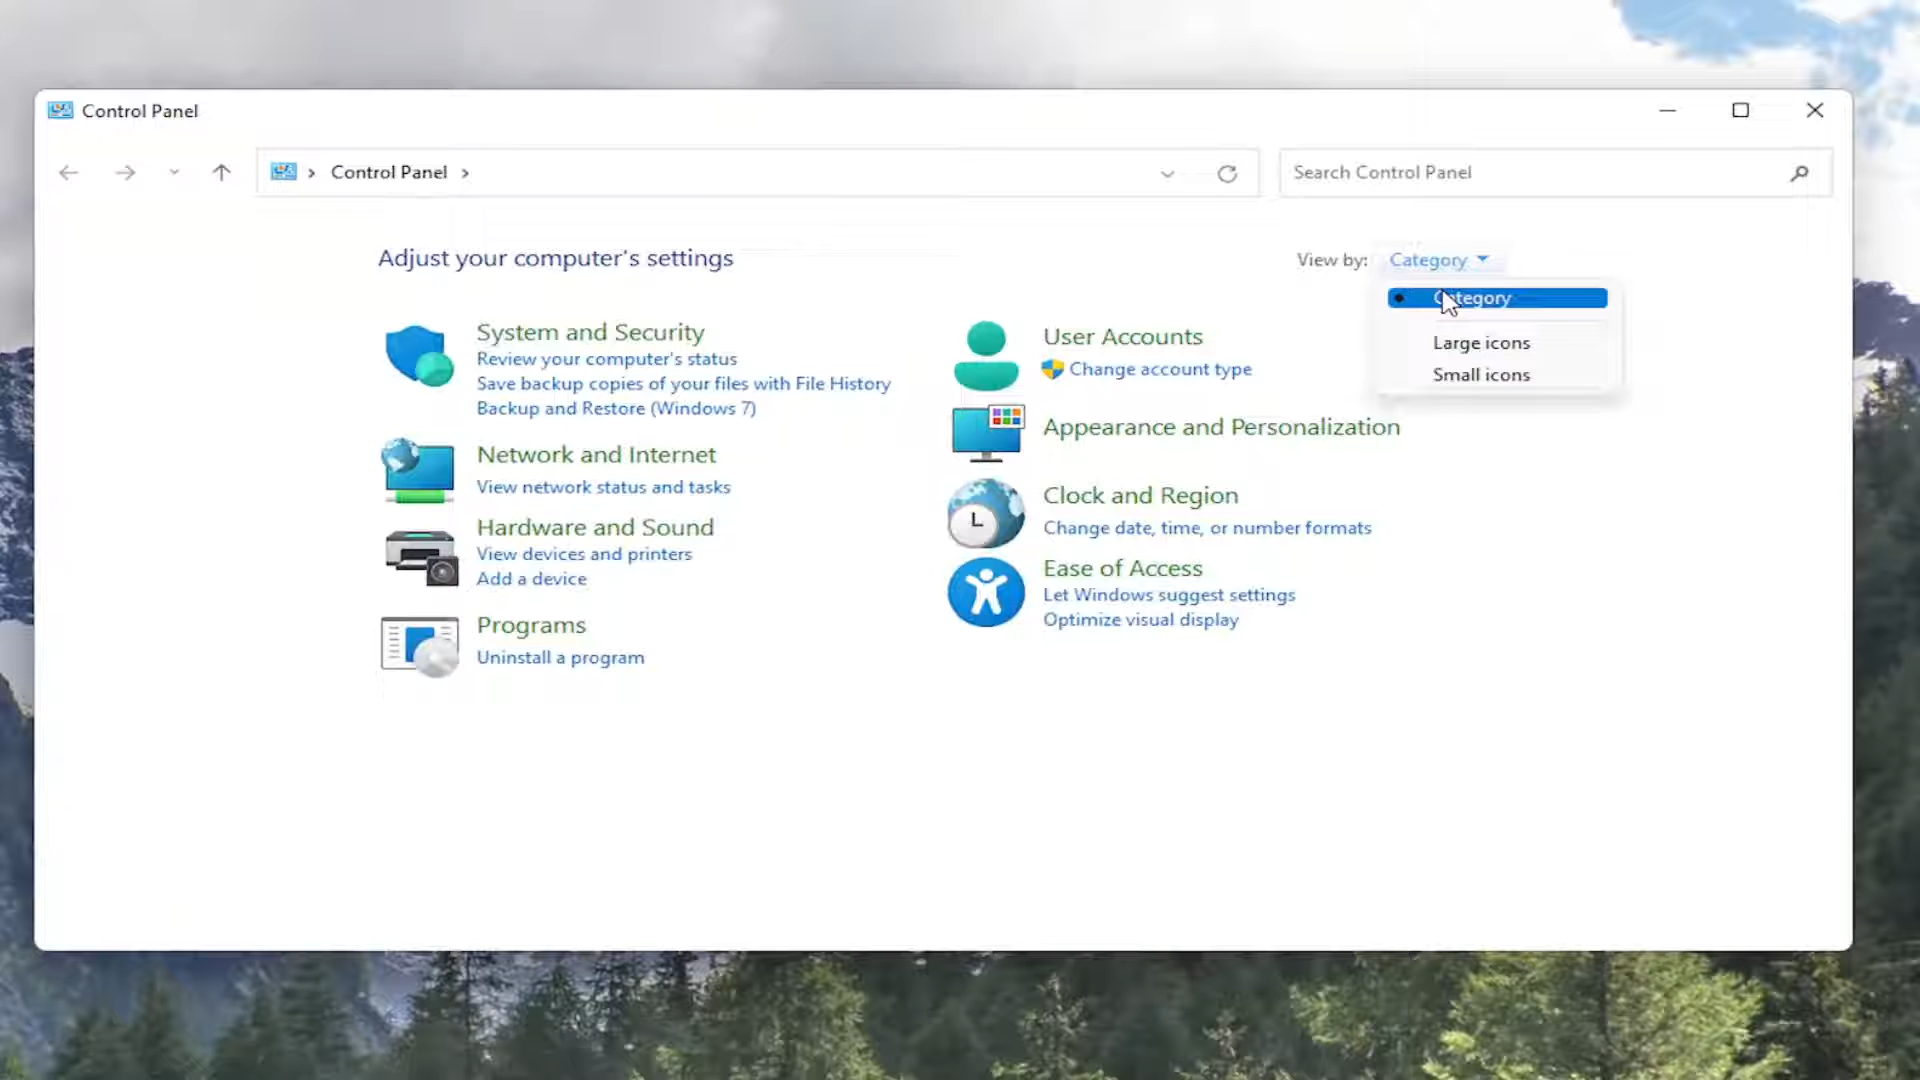 Control Panel
Control Panel
Search Control Panel
Adjust your computer's settings
View by: Category
Category
Large icons
Small icons
System and Security
Review your computer's status
Save backup copies of your files with File History
Backup and Restore (Windows 7)
Network and Internet
View network status and tasks
Hardware and Sound
View devices and printers
Add a device
Programs
Uninstall a program
User Accounts
Change account type
Appearance and Personalization
Clock and Region
Change date, time, or number formats
Ease of Access
Let Windows suggest settings
Optimize visual display